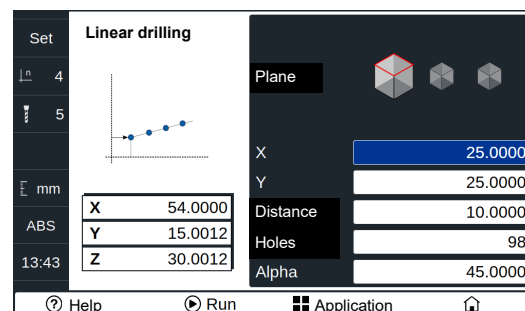 Set
Linear drilling
n 4
5
mm
ABS
13:43
X 54.0000
Y 15.0012
Z 30.0012
Plane
X 25.0000
Y 25.0000
Distance 10.0000
Holes 98
Alpha 45.0000
? Help
Run
Application